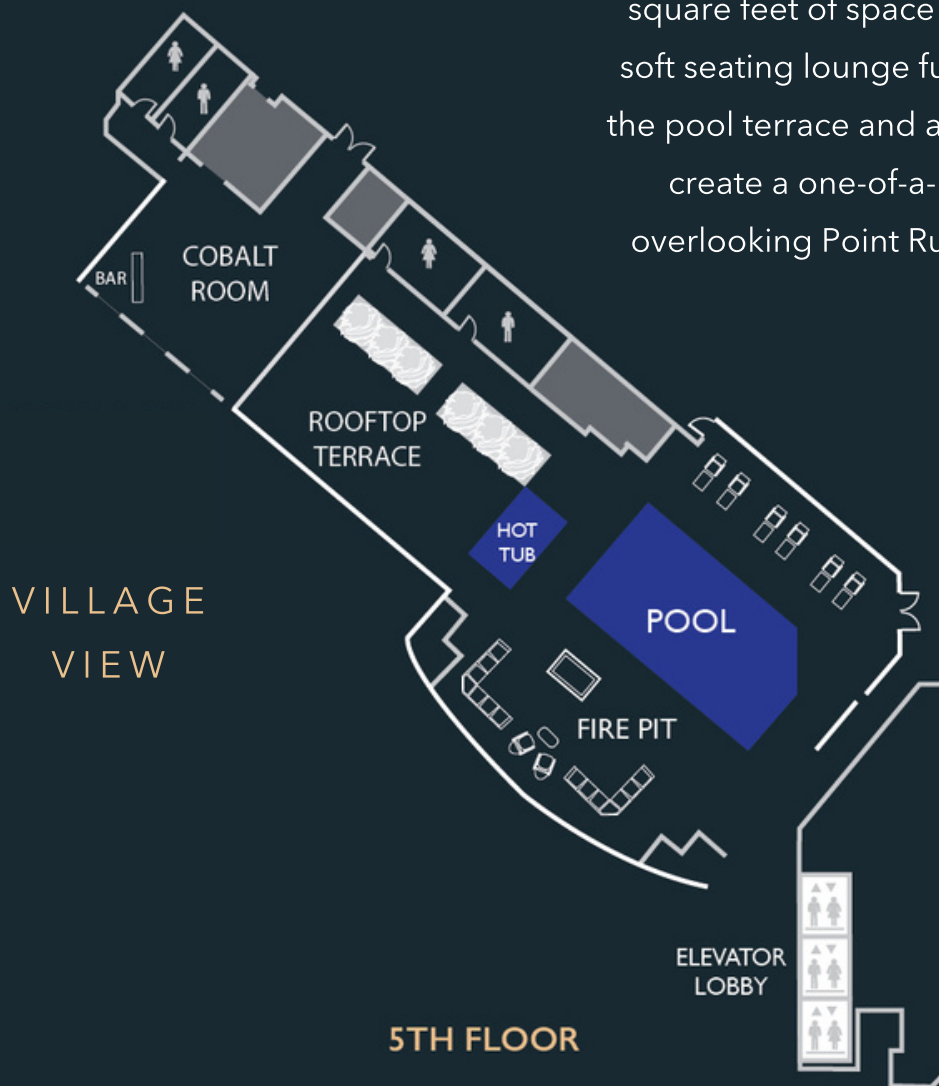 square feet of space
soft seating lounge fu
the pool terrace and a
create a one-of-a-
overlooking Point Ru
COBALT
ROOM
BAR
ROOFTOP
TERRACE
HOT
TUB
POOL
VILLAGE
VIEW
FIRE PIT
ELEVATOR
LOBBY
5TH FLOOR